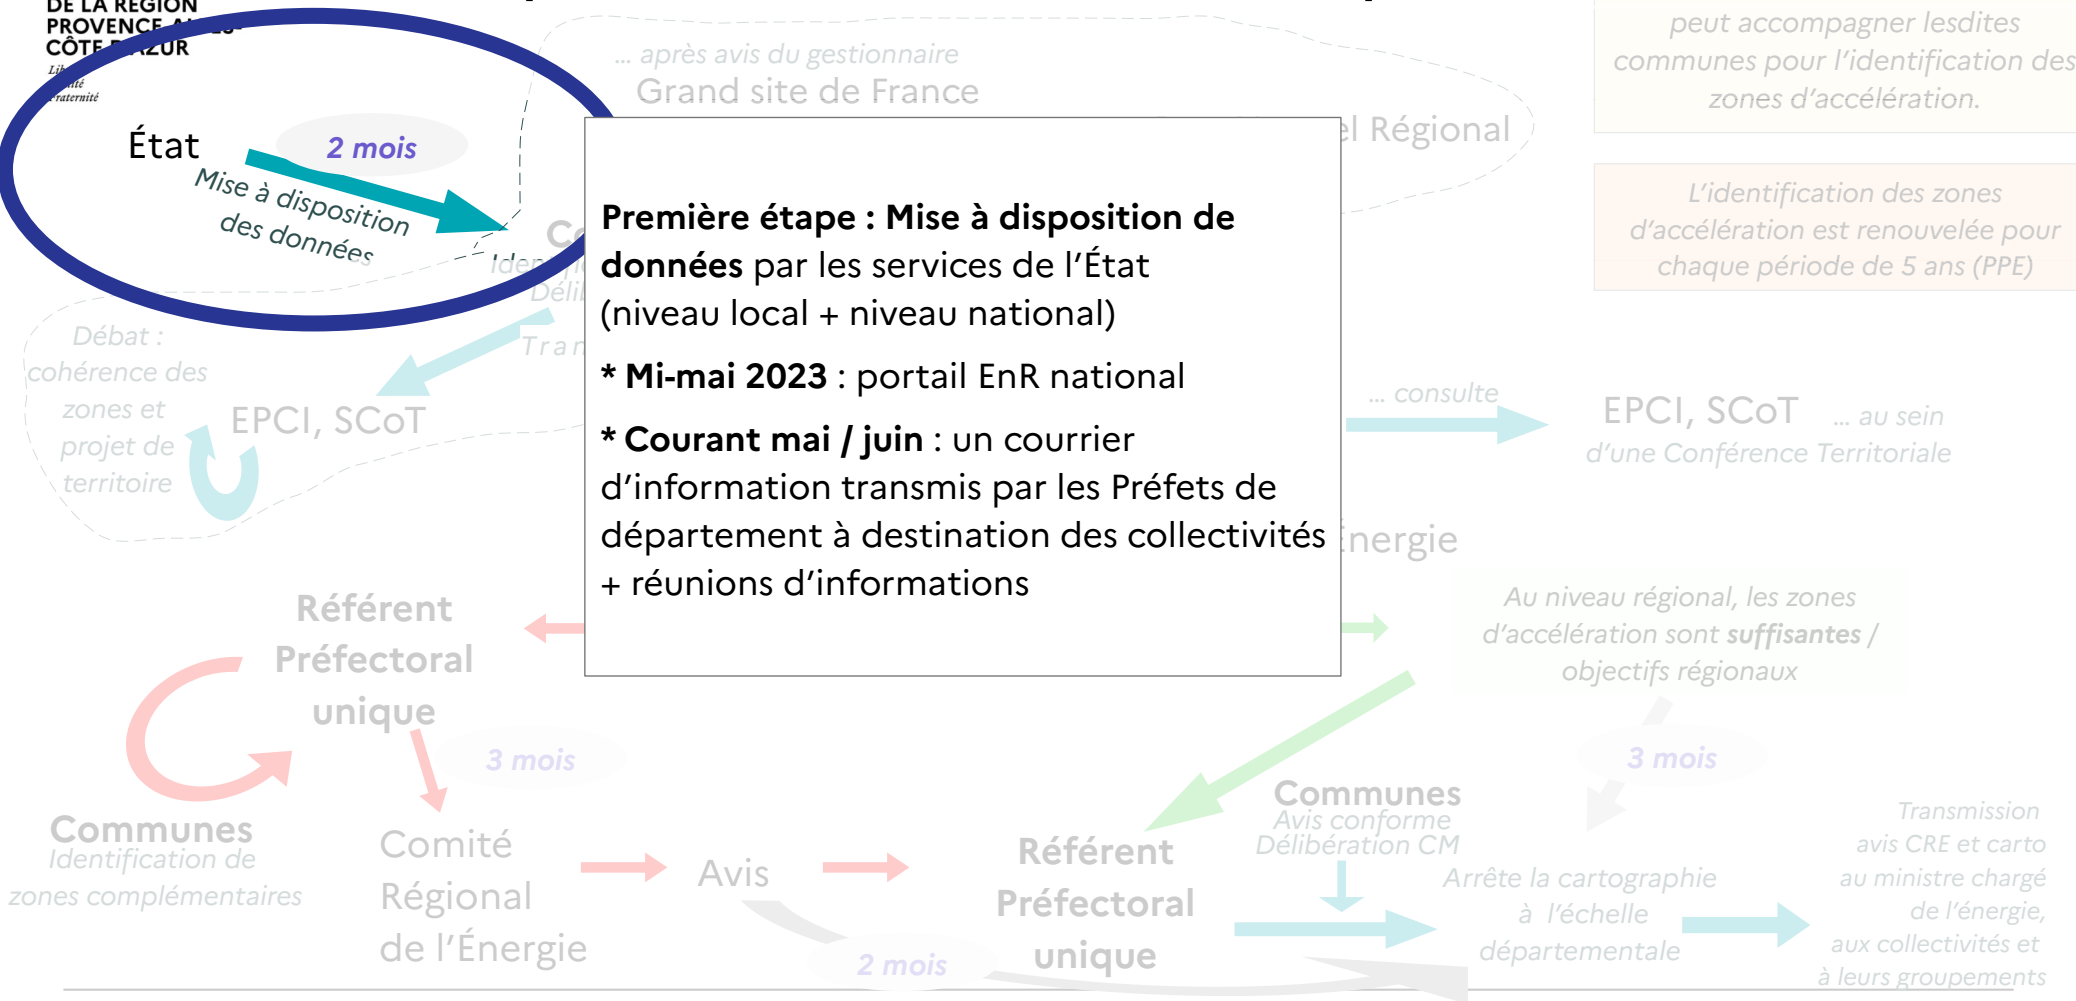 DE LA RÉGION
PROVENCE
CÔTE D'AZUR
Fraternité
État
2 mois
Mise à disposition
des données
... après avis du gestionnaire
Grand site de France
Régional
peut accompagner lesdites
communes pour l'identification des
zones d'accélération.
L'identification des zones
d'accélération est renouvelée pour
chaque période de 5 ans (PPE)
Première étape : Mise à disposition de
données par les services de l'État
(niveau local + niveau national)
* Mi-mai 2023 : portail EnR national
* Courant mai / juin : un courrier
d'information transmis par les Préfets de
département à destination des collectivités
+ réunions d'informations
Débat :
cohérence des
zones et
projet de
territoire
EPCI, SCoT
... consulte
EPCI, SCoT ... au sein
d'une Conférence Territoriale
Énergie
Référent
Préfectoral
unique
Au niveau régional, les zones
d'accélération sont suffisantes /
objectifs régionaux
3 mois
3 mois
Communes
Identification de
zones complémentaires
Comité
Régional
de l'Énergie
Avis
2 mois
Référent
Préfectoral
unique
Communes
Avis conforme
Délibération CM
Arrête la cartographie
à l'échelle
départementale
Transmission
avis CRE et carto
au ministre chargé
de l'énergie,
aux collectivités et
à leurs groupements